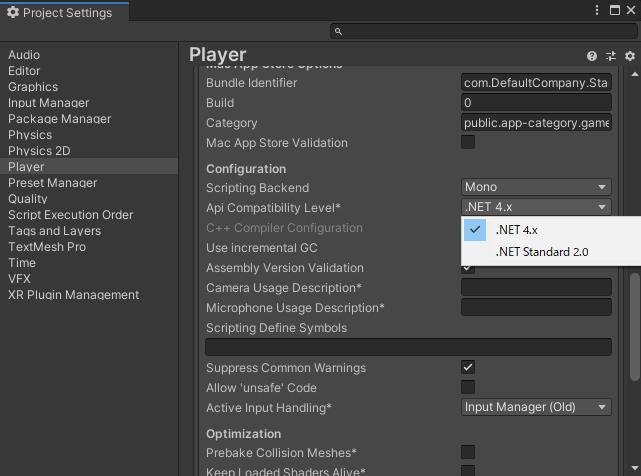 Project Settings
Audio
Editor
Graphics
Input Manager
Package Manager
Physics
Physics 2D
Player
Preset Manager
Quality
Script Execution Order
Tags and Layers
TextMesh Pro
Time
VFX
XR Plugin Management
Player
Mac App Store Options
Bundle Identifier com.DefaultCompany.Sta
Build 0
Category public.app-category.game
Mac App Store Validation
Configuration
Scripting Backend Mono
Api Compatibility Level* .NET 4.x
C++ Compiler Configuration
.NET 4.x
Use incremental GC
.NET Standard 2.0
Assembly Version Validation
Camera Usage Description*
Microphone Usage Description*
Scripting Define Symbols
Suppress Common Warnings
Allow 'unsafe' Code
Active Input Handling* Input Manager (Old)
Optimization
Prebake Collision Meshes*
Keep Loaded Shaders Alive*